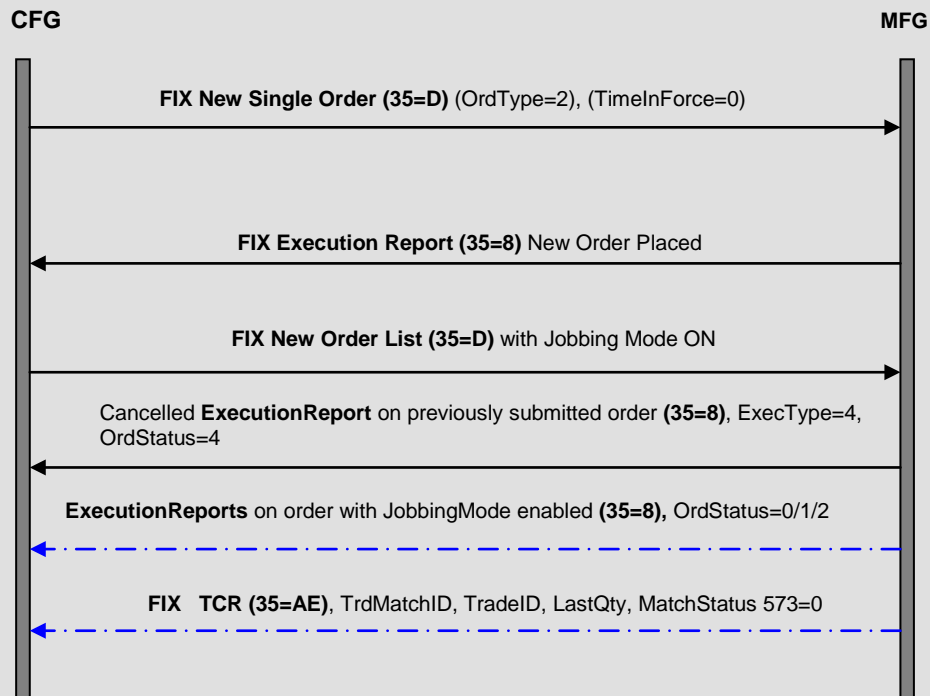 CFG
MFG
FIX New Single Order (35=D) (OrdType=2), (TimeInForce=0)
FIX Execution Report (35=8) New Order Placed
FIX New Order List (35=D) with Jobbing Mode ON
Cancelled ExecutionReport on previously submitted order (35=8), ExecType=4,
OrdStatus=4
ExecutionReports on order with JobbingMode enabled (35=8), OrdStatus=0/1/2
FIX TCR (35=AE), TrdMatchID, TradeID, LastQty, MatchStatus 573=0